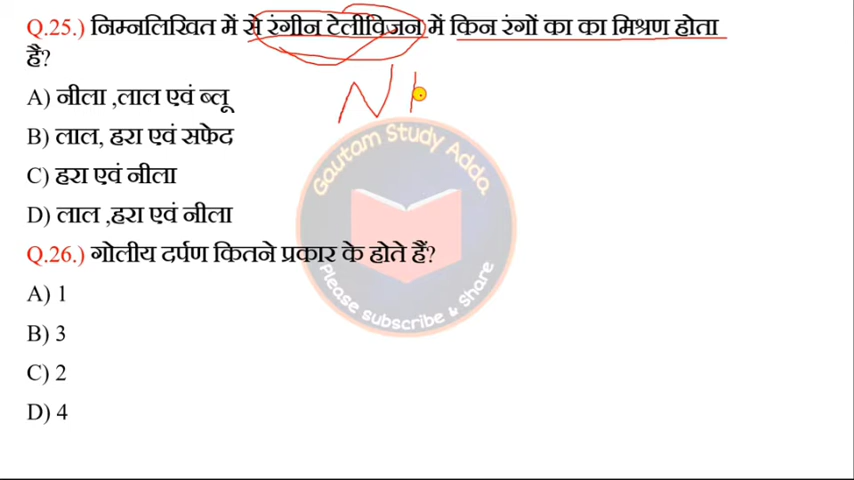 Q.25.) निम्नलिखित में से रंगीन टेलीविजन में किन रंगों का का मिश्रण होता
है?
A) नीला ,लाल एवं ब्लू
N
B) लाल, हरा एवं सफेद
C) हरा एवं नीला
D) लाल ,हरा एवं नीला
Gautam Study Adda
Please subscribe & share
Q.26.) गोलीय दर्पण कितने प्रकार के होते हैं?
A) 1
B) 3
C) 2
D) 4